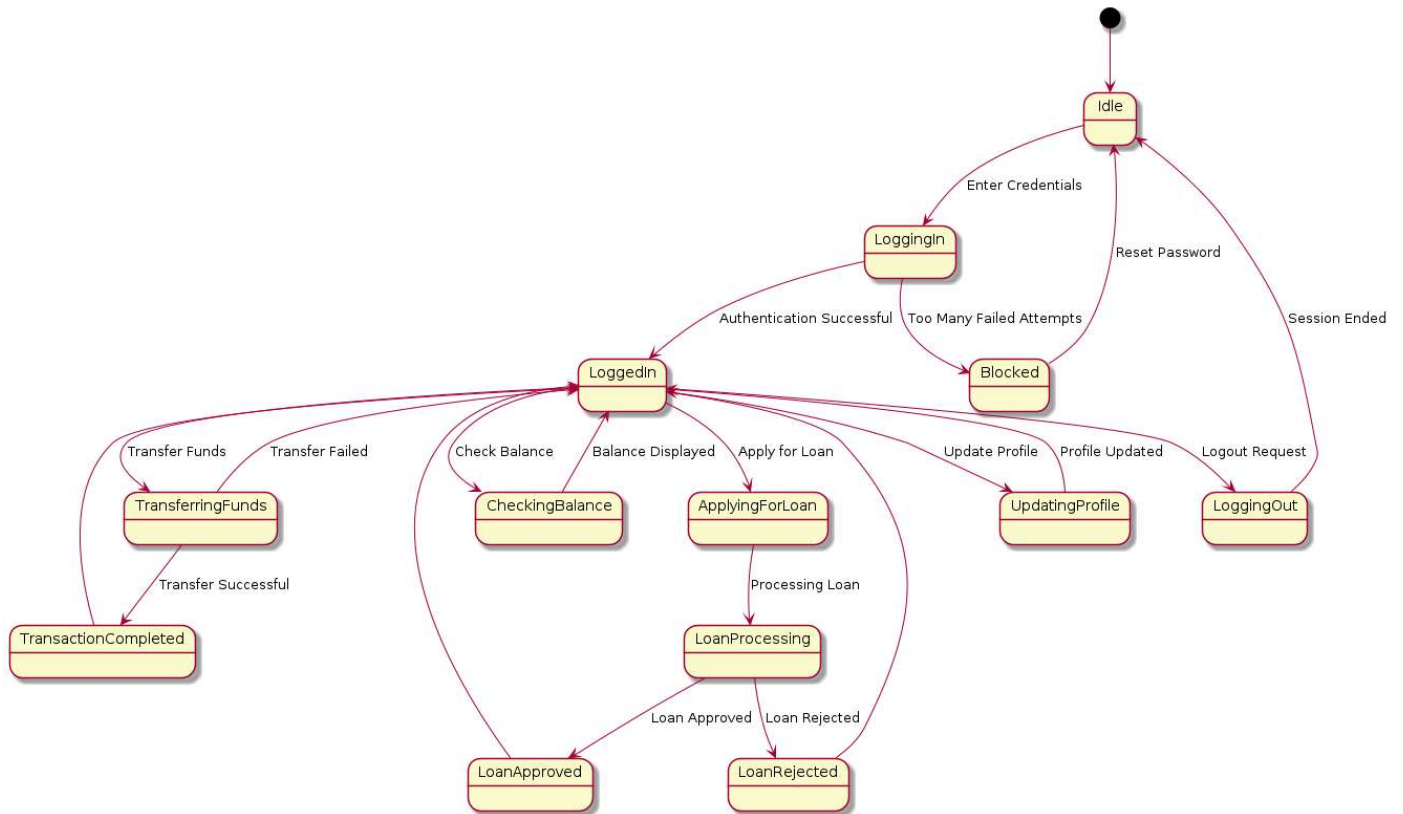 Idle
Enter Credentials
LoggingIn
Reset Password
Authentication Successful
Too Many Failed Attempts
Session Ended
LoggedIn
Blocked
Transfer Funds
Transfer Failed
Check Balance
Balance Displayed
Apply for Loan
Update Profile
Profile Updated
Logout Request
TransferringFunds
CheckingBalance
ApplyingForLoan
UpdatingProfile
LoggingOut
Transfer Successful
Processing Loan
TransactionCompleted
LoanProcessing
Loan Approved
Loan Rejected
LoanApproved
LoanRejected